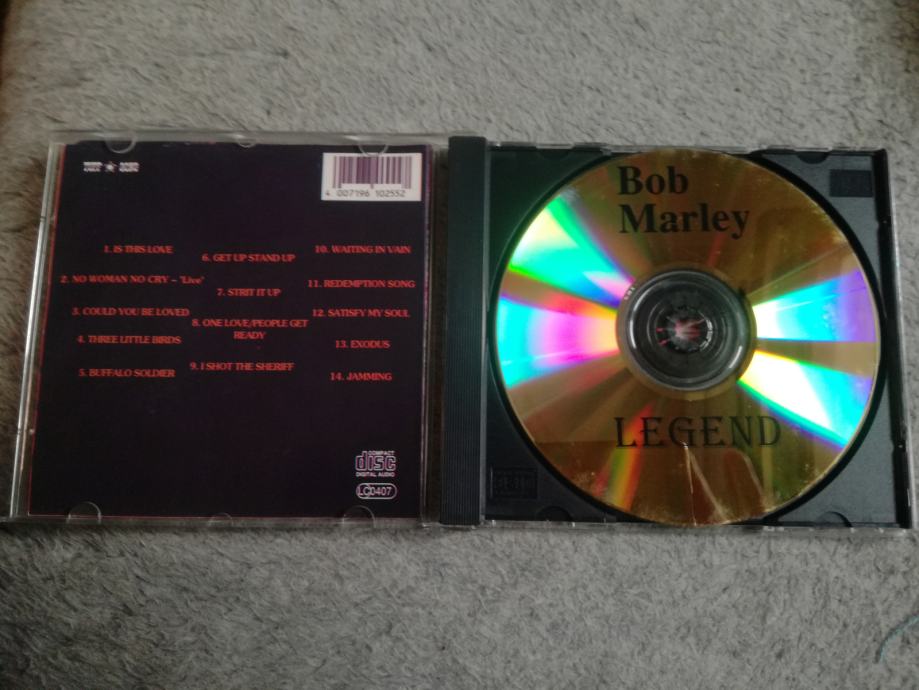 4 007196 102552
1. IS THIS LOVE
2. NO WOMAN NO CRY – "Live"
3. COULD YOU BE LOVED
4. THREE LITTLE BIRDS
5. BUFFALO SOLDIER
6. GET UP STAND UP
7. STRIT IT UP
8. ONE LOVE/PEOPLE GET
READY
9. I SHOT THE SHERIFF
10. WAITING IN VAIN
11. REDEMPTION SONG
12. SATISFY MY SOUL
13. EXODUS
14. JAMMING
COMPACT
disc
DIGITAL AUDIO
LC0407
Bob
Marley
LEGEND